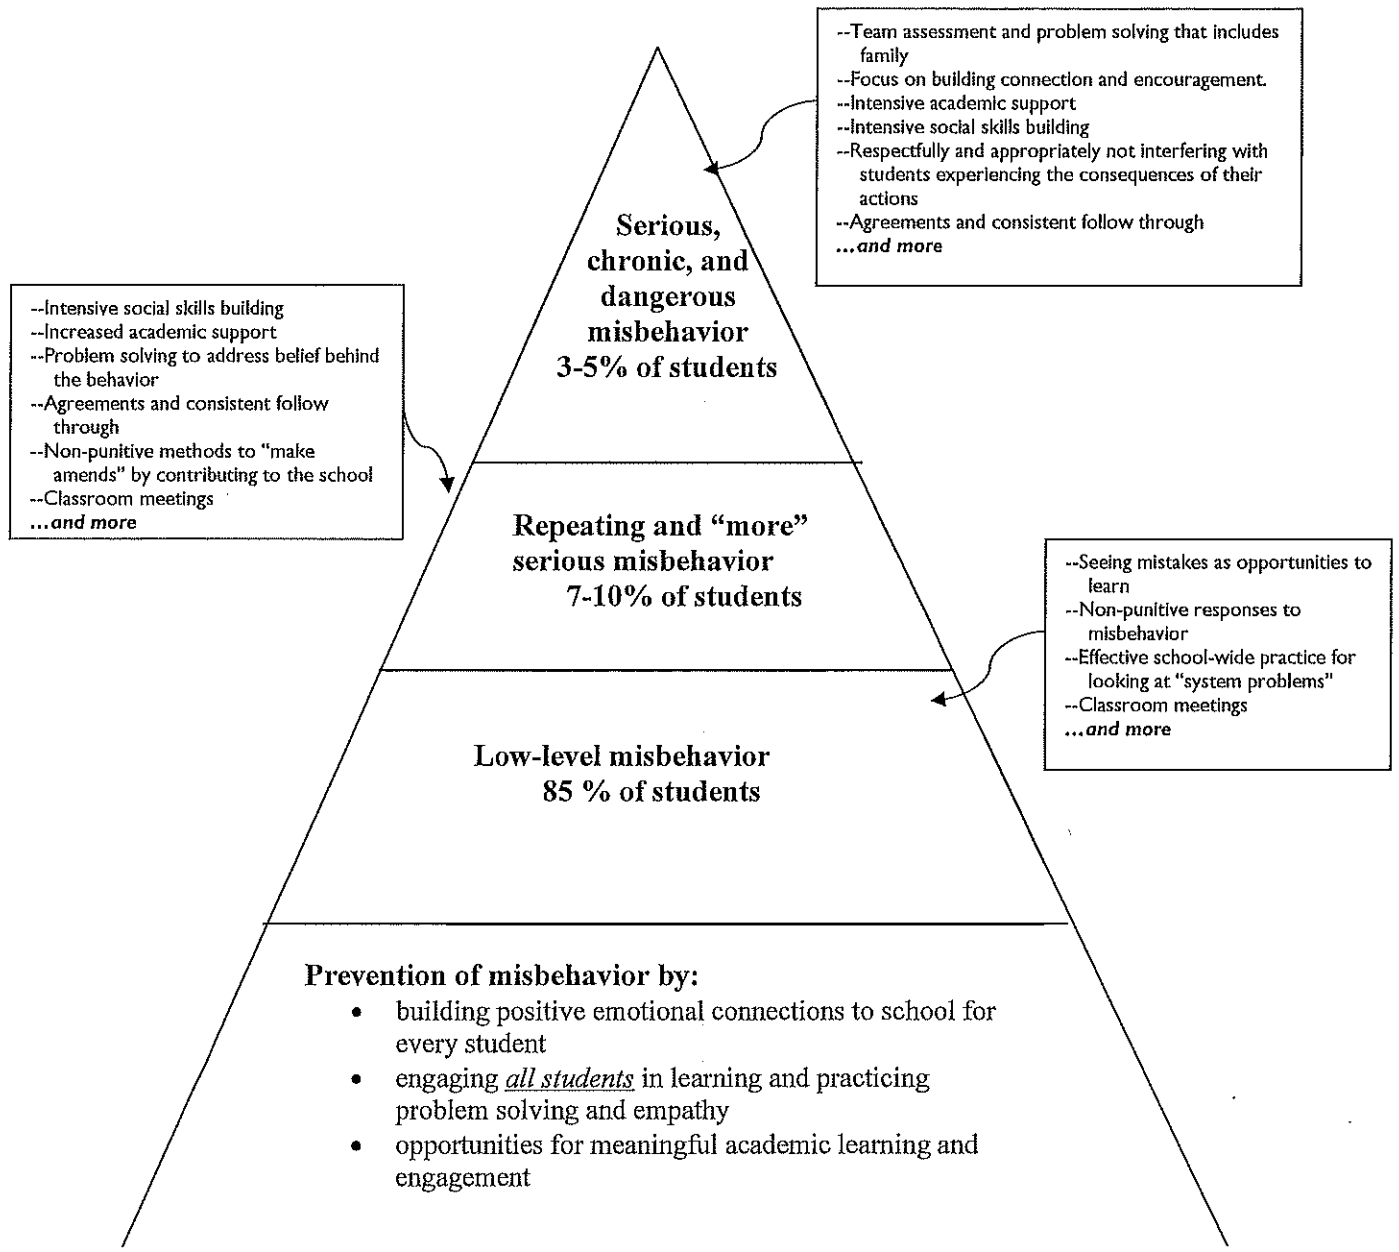 --Team assessment and problem solving that includes
family
--Focus on building connection and encouragement.
--Intensive academic support
--Intensive social skills building
--Respectfully and appropriately not interfering with
students experiencing the consequences of their
actions
--Agreements and consistent follow through
...and more
Serious,
chronic, and
dangerous
misbehavior
3-5% of students
--Intensive social skills building
--Increased academic support
--Problem solving to address belief behind
the behavior
--Agreements and consistent follow
through
--Non-punitive methods to “make
amends” by contributing to the school
--Classroom meetings
...and more
Repeating and “more”
serious misbehavior
7-10% of students
--Seeing mistakes as opportunities to
learn
--Non-punitive responses to
misbehavior
--Effective school-wide practice for
looking at “system problems”
--Classroom meetings
...and more
Low-level misbehavior
85 % of students
Prevention of misbehavior by:
• building positive emotional connections to school for
every student
• engaging all students in learning and practicing
problem solving and empathy
• opportunities for meaningful academic learning and
engagement